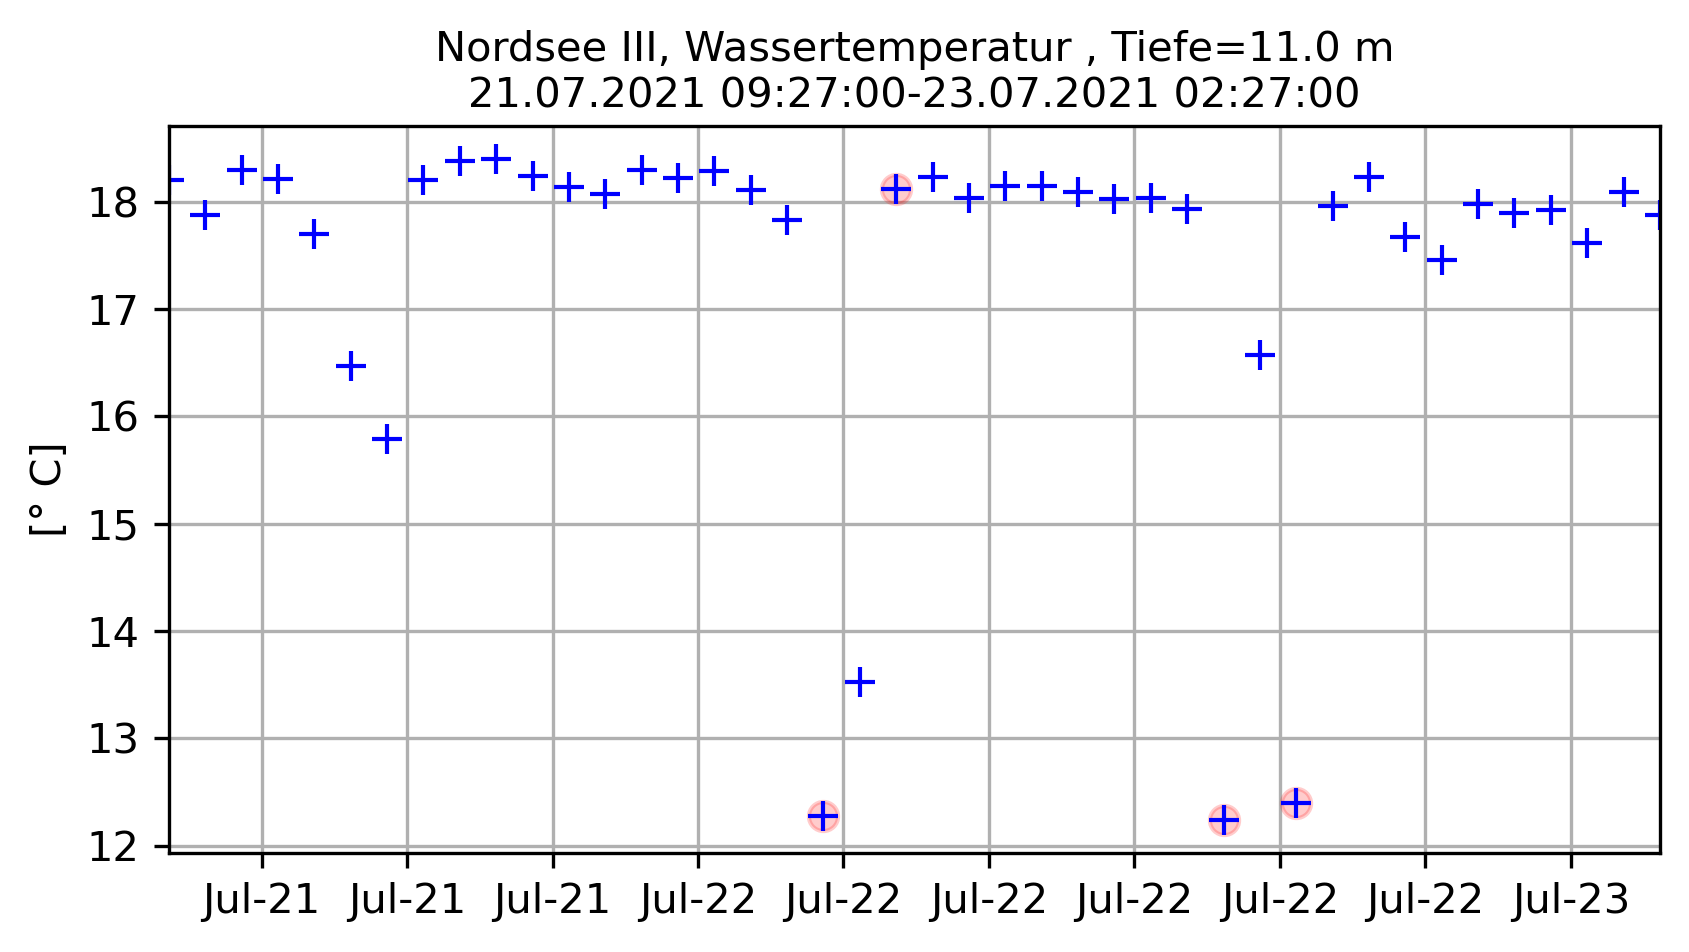 Nordsee III, Wassertemperatur , Tiefe=11.0 m
21.07.2021 09:27:00-23.07.2021 02:27:00
[° C]
18
17
16
15
14
13
12
Jul-21 Jul-21 Jul-21 Jul-22 Jul-22 Jul-22 Jul-22 Jul-22 Jul-22 Jul-23